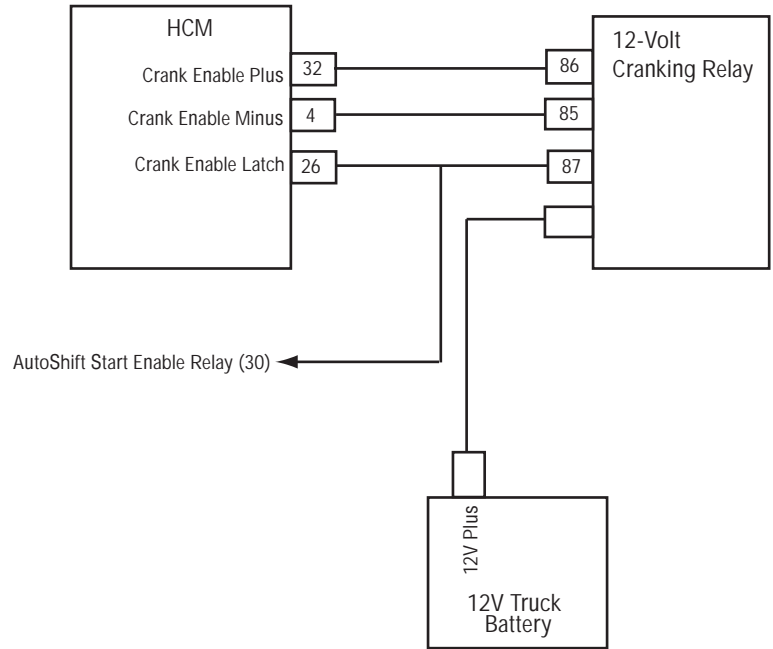 HCM
12-Volt
Cranking Relay
Crank Enable Plus 32 86
Crank Enable Minus 4 85
Crank Enable Latch 26 87
AutoShift Start Enable Relay (30)
12V Plus
12V Truck
Battery